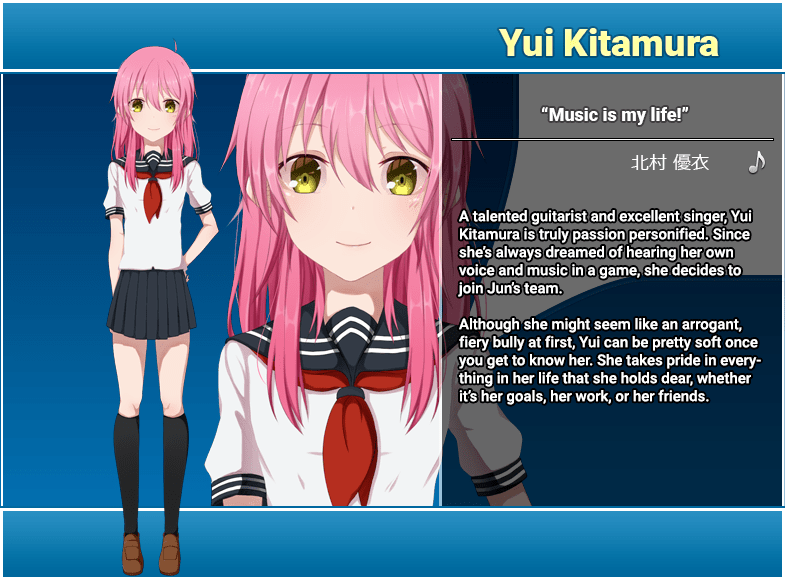 Yui Kitamura
“Music is my life!”
北村 優衣
A talented guitarist and excellent singer, Yui
Kitamura is truly passion personified. Since
she’s always dreamed of hearing her own
voice and music in a game, she decides to
join Jun’s team.
Although she might seem like an arrogant,
fiery bully at first, Yui can be pretty soft once
you get to know her. She takes pride in every-
thing in her life that she holds dear, whether
it’s her goals, her work, or her friends.